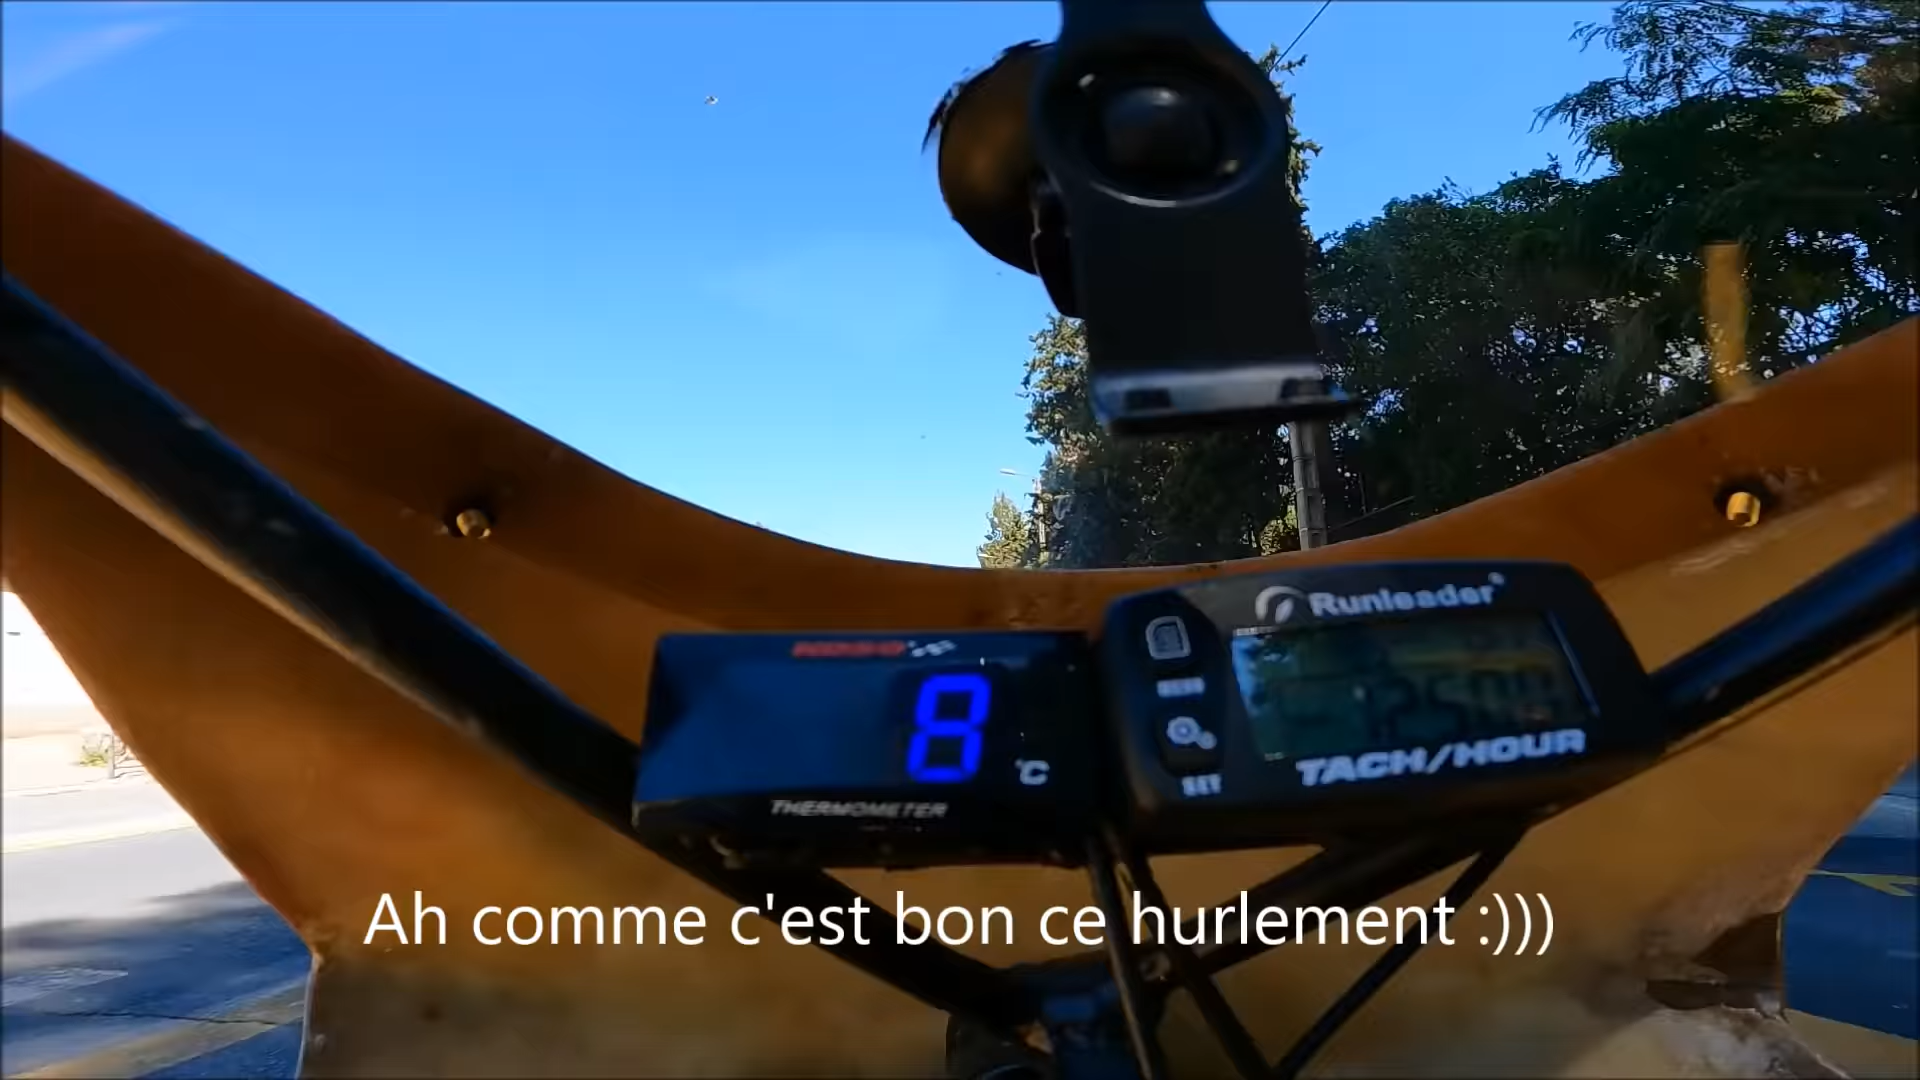 Runleader
8
°C
THERMOMETER
SET
TACH/HOUR
Ah comme c'est bon ce hurlement :)))